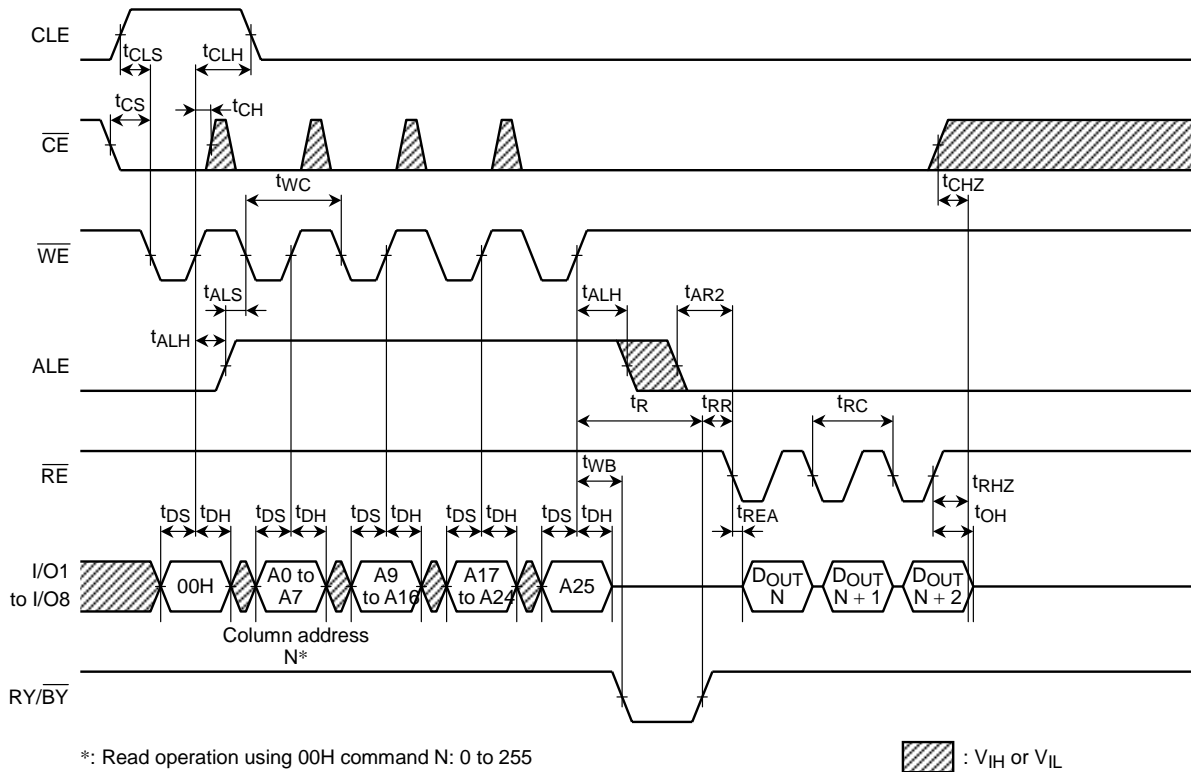 CLE
tCLS
tCLH
tCS
tCH
CE
tWC
tCHZ
WE
tALS
tALH
tAR2
tALH
ALE
tR
tRR
tRC
tWB
RE
tRHZ
tDS
tDH
tDS
tDH
tDS
tDH
tDS
tDH
tDS
tDH
tREA
tOH
I/O1
to I/O8
00H
A0 to
A7
A9
to A16
A17
to A24
A25
DOUT
N
DOUT
N + 1
DOUT
N + 2
Column address
N*
RY/BY
*: Read operation using 00H command N: 0 to 255
: VIH or VIL